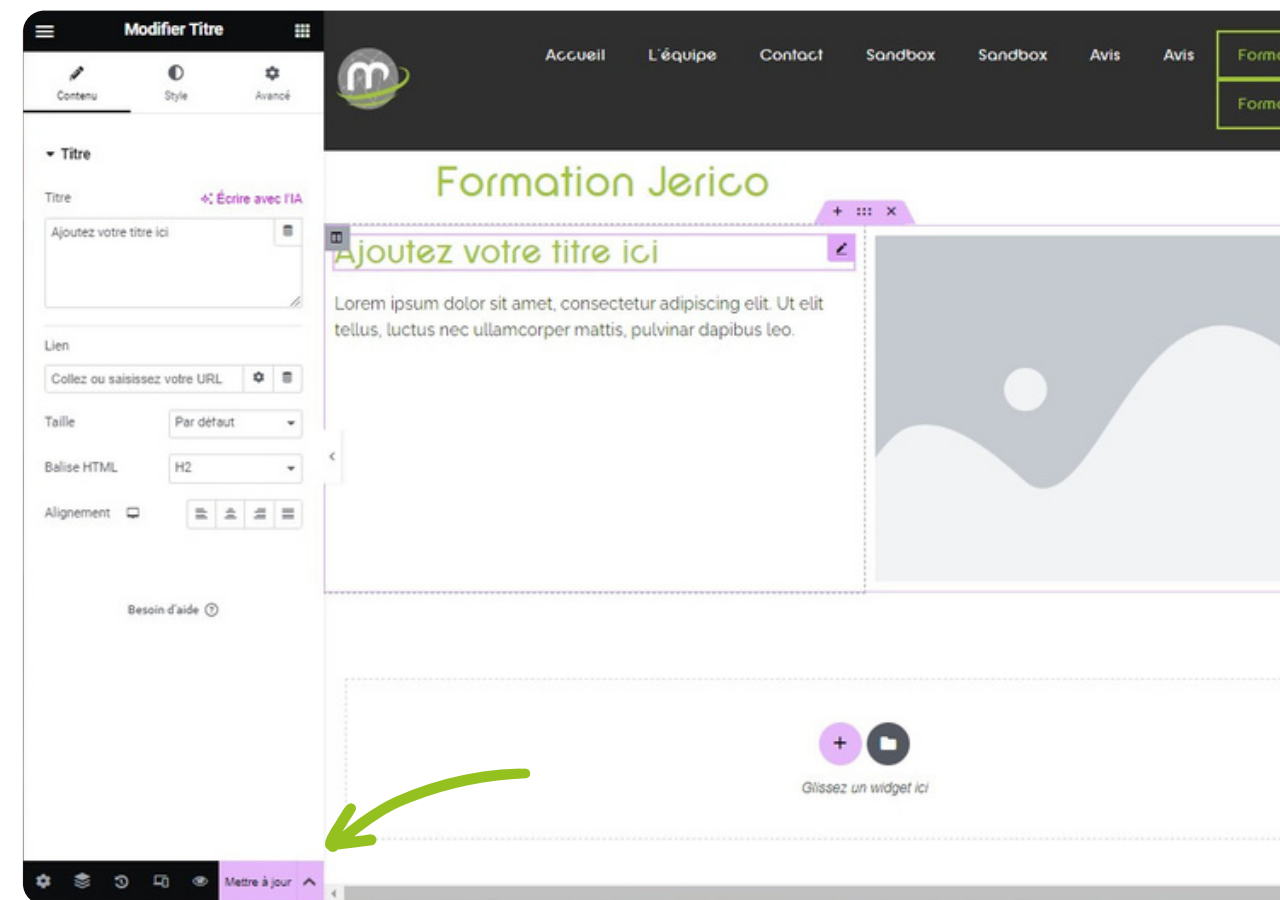 Modifier Titre
Contenu
Style
Avancé
Titre
Titre
Écrire avec l'IA
Ajoutez votre titre ici
Lien
Collez ou saisissez votre URL
Taille
Par défaut
Balise HTML
H2
Alignement
Besoin d'aide ?
Mettre à jour
m
Accueil L'équipe Contact Sandbox Sandbox Avis Avis
Formation Jerico
Ajoutez votre titre ici
Lorem ipsum dolor sit amet, consectetur adipiscing elit. Ut elit
tellus, luctus nec ullamcorper mattis, pulvinar dapibus leo.
Glissez un widget ici